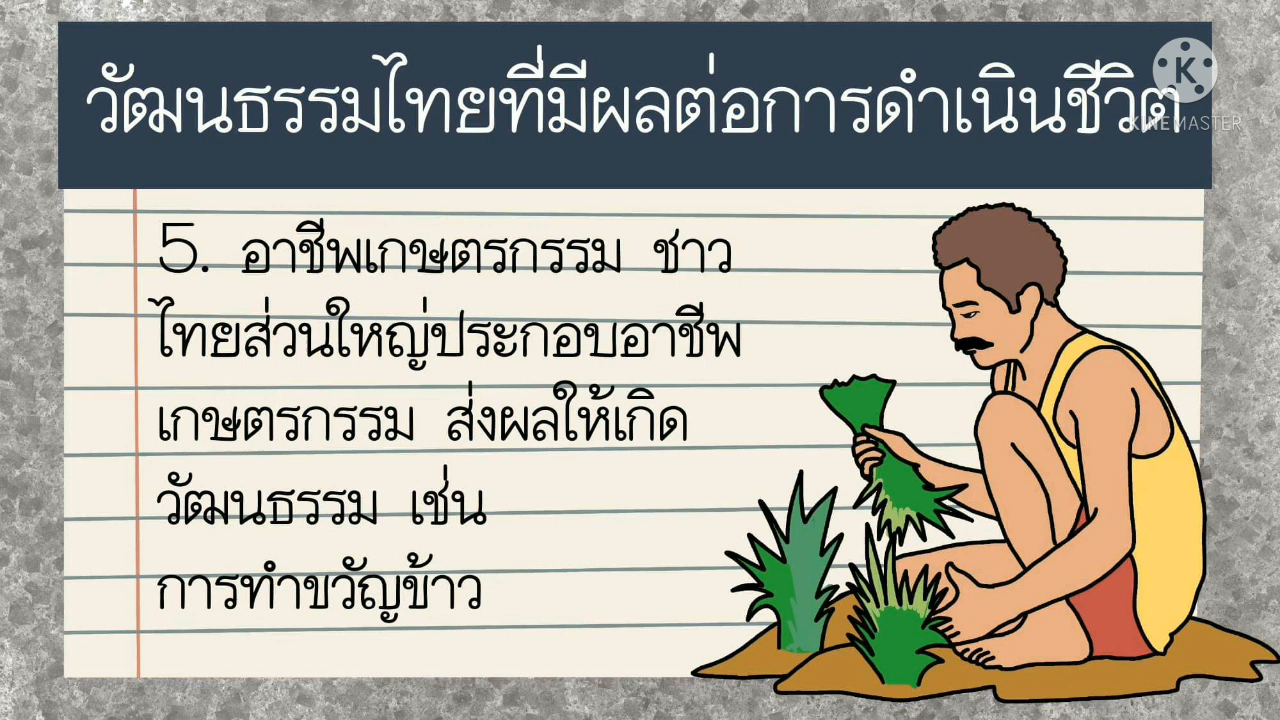 วัฒนธรรมไทยที่มีผลต่อการดำเนินชีวิต
KINEMASTER
5. อาชีพเกษตรกรรม ชาว
ไทยส่วนใหญ่ประกอบอาชีพ
เกษตรกรรม ส่งผลให้เกิด
วัฒนธรรม เช่น
การทำขวัญข้าว